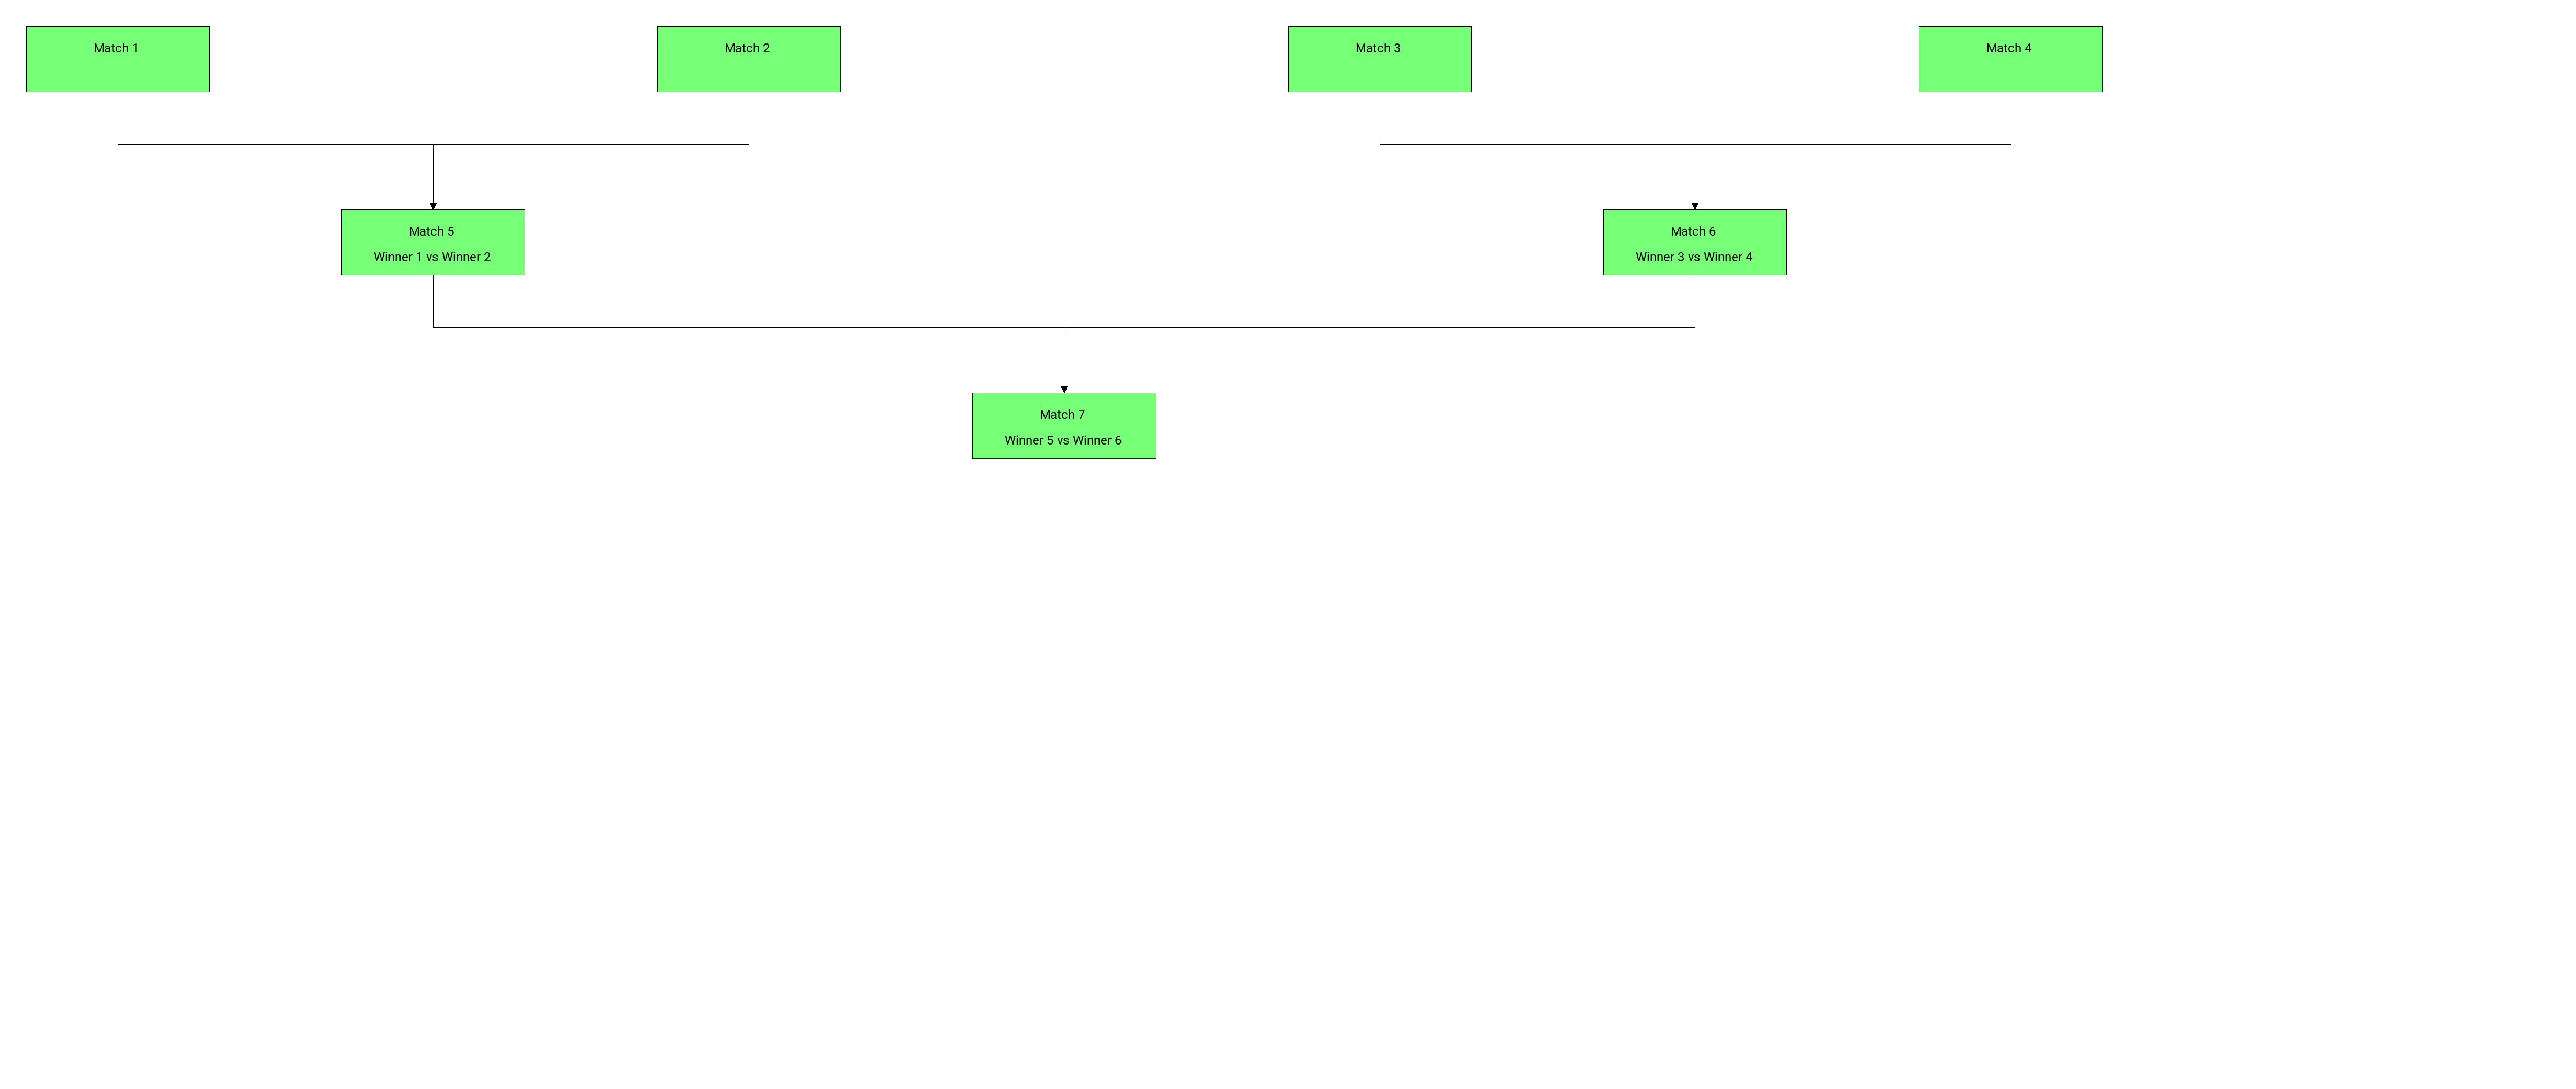 Match 1
Match 2
Match 3
Match 4
Match 5
Winner 1 vs Winner 2
Match 6
Winner 3 vs Winner 4
Match 7
Winner 5 vs Winner 6